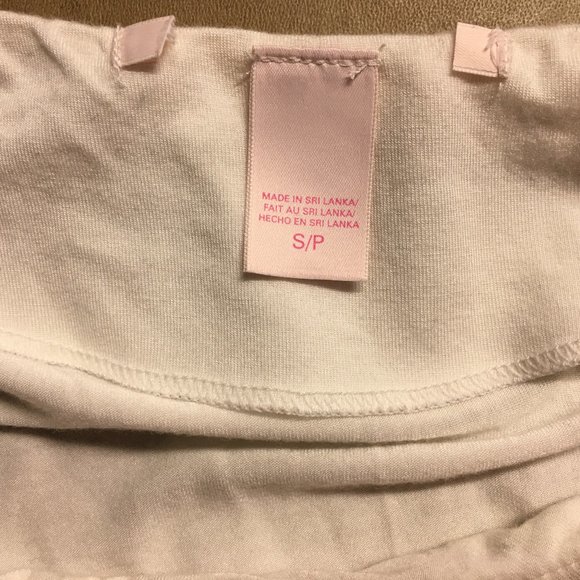 MADE IN SRI LANKA/
FAIT AU SRI LANKA/
HECHO EN SRI LANKA
S/P